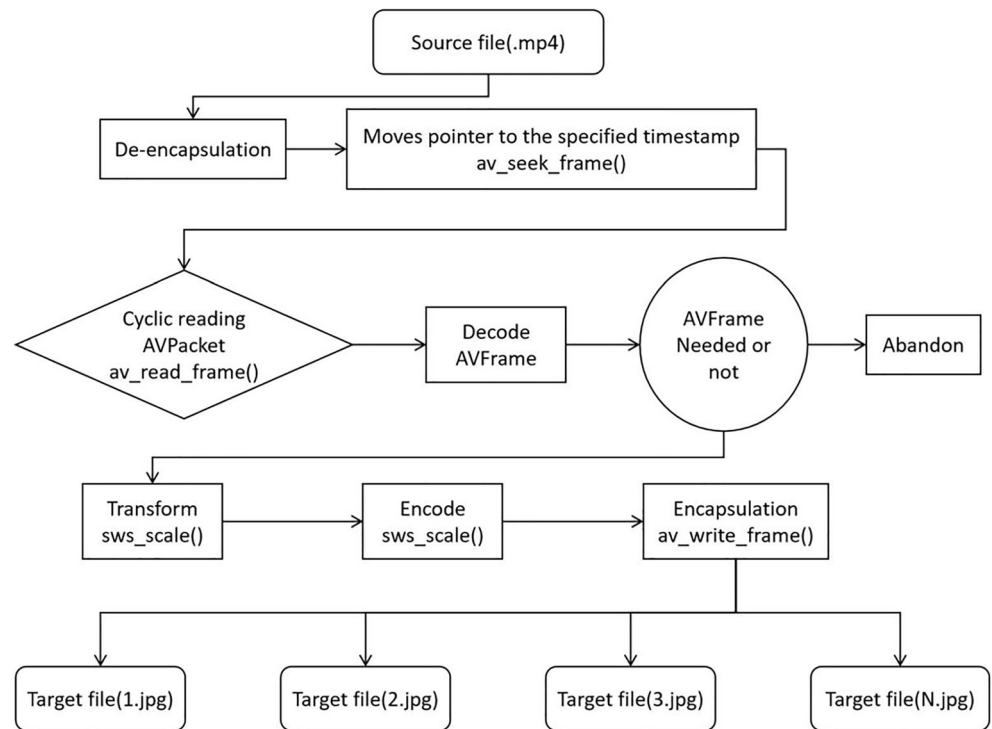 Source file(.mp4)
De-encapsulation
Moves pointer to the specified timestamp
av_seek_frame()
Cyclic reading
AVPacket
av_read_frame()
Decode
AVFrame
AVFrame
Needed or
not
Abandon
Transform
sws_scale()
Encode
sws_scale()
Encapsulation
av_write_frame()
Target file(1.jpg)
Target file(2.jpg)
Target file(3.jpg)
Target file(N.jpg)